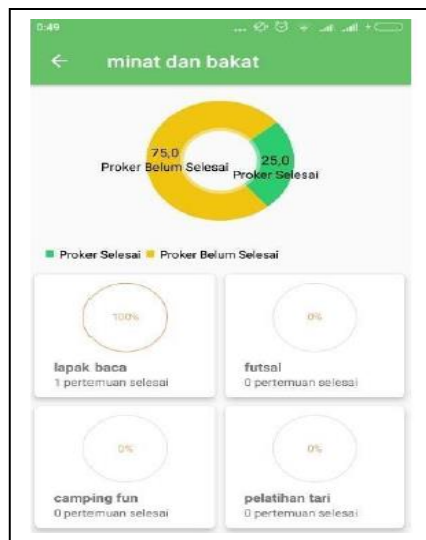 0:49
minat dan bakat
75,0
Proker Belum Selesai
25,0
Proker Selesai
Proker Selesai Proker Belum Selesai
100%
lapak baca
1 pertemuan selesai
0%
futsal
0 pertemuan selesai
0%
camping fun
0 pertemuan selesai
0%
pelatihan tari
0 pertemuan selesai